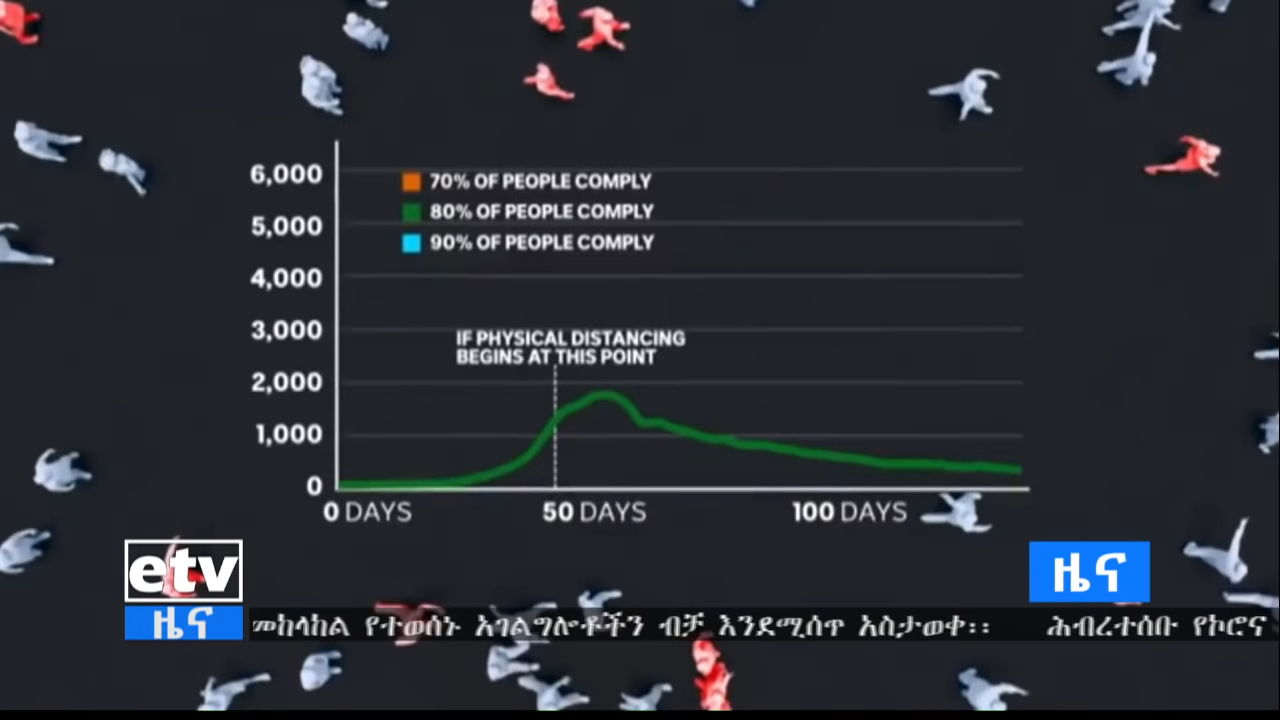 6,000
70% OF PEOPLE COMPLY
5,000
80% OF PEOPLE COMPLY
90% OF PEOPLE COMPLY
4,000
3,000
IF PHYSICAL DISTANCING
BEGINS AT THIS POINT
2,000
1,000
0
0 DAYS 50 DAYS 100 DAYS
etv
ዜና
ዜና
መከላከል የተወሰኑ አገልግሎቶችን ብቻ እንደሚሰጥ አስታወቀ፡፡ ሕብረተሰቡ የኮሮና